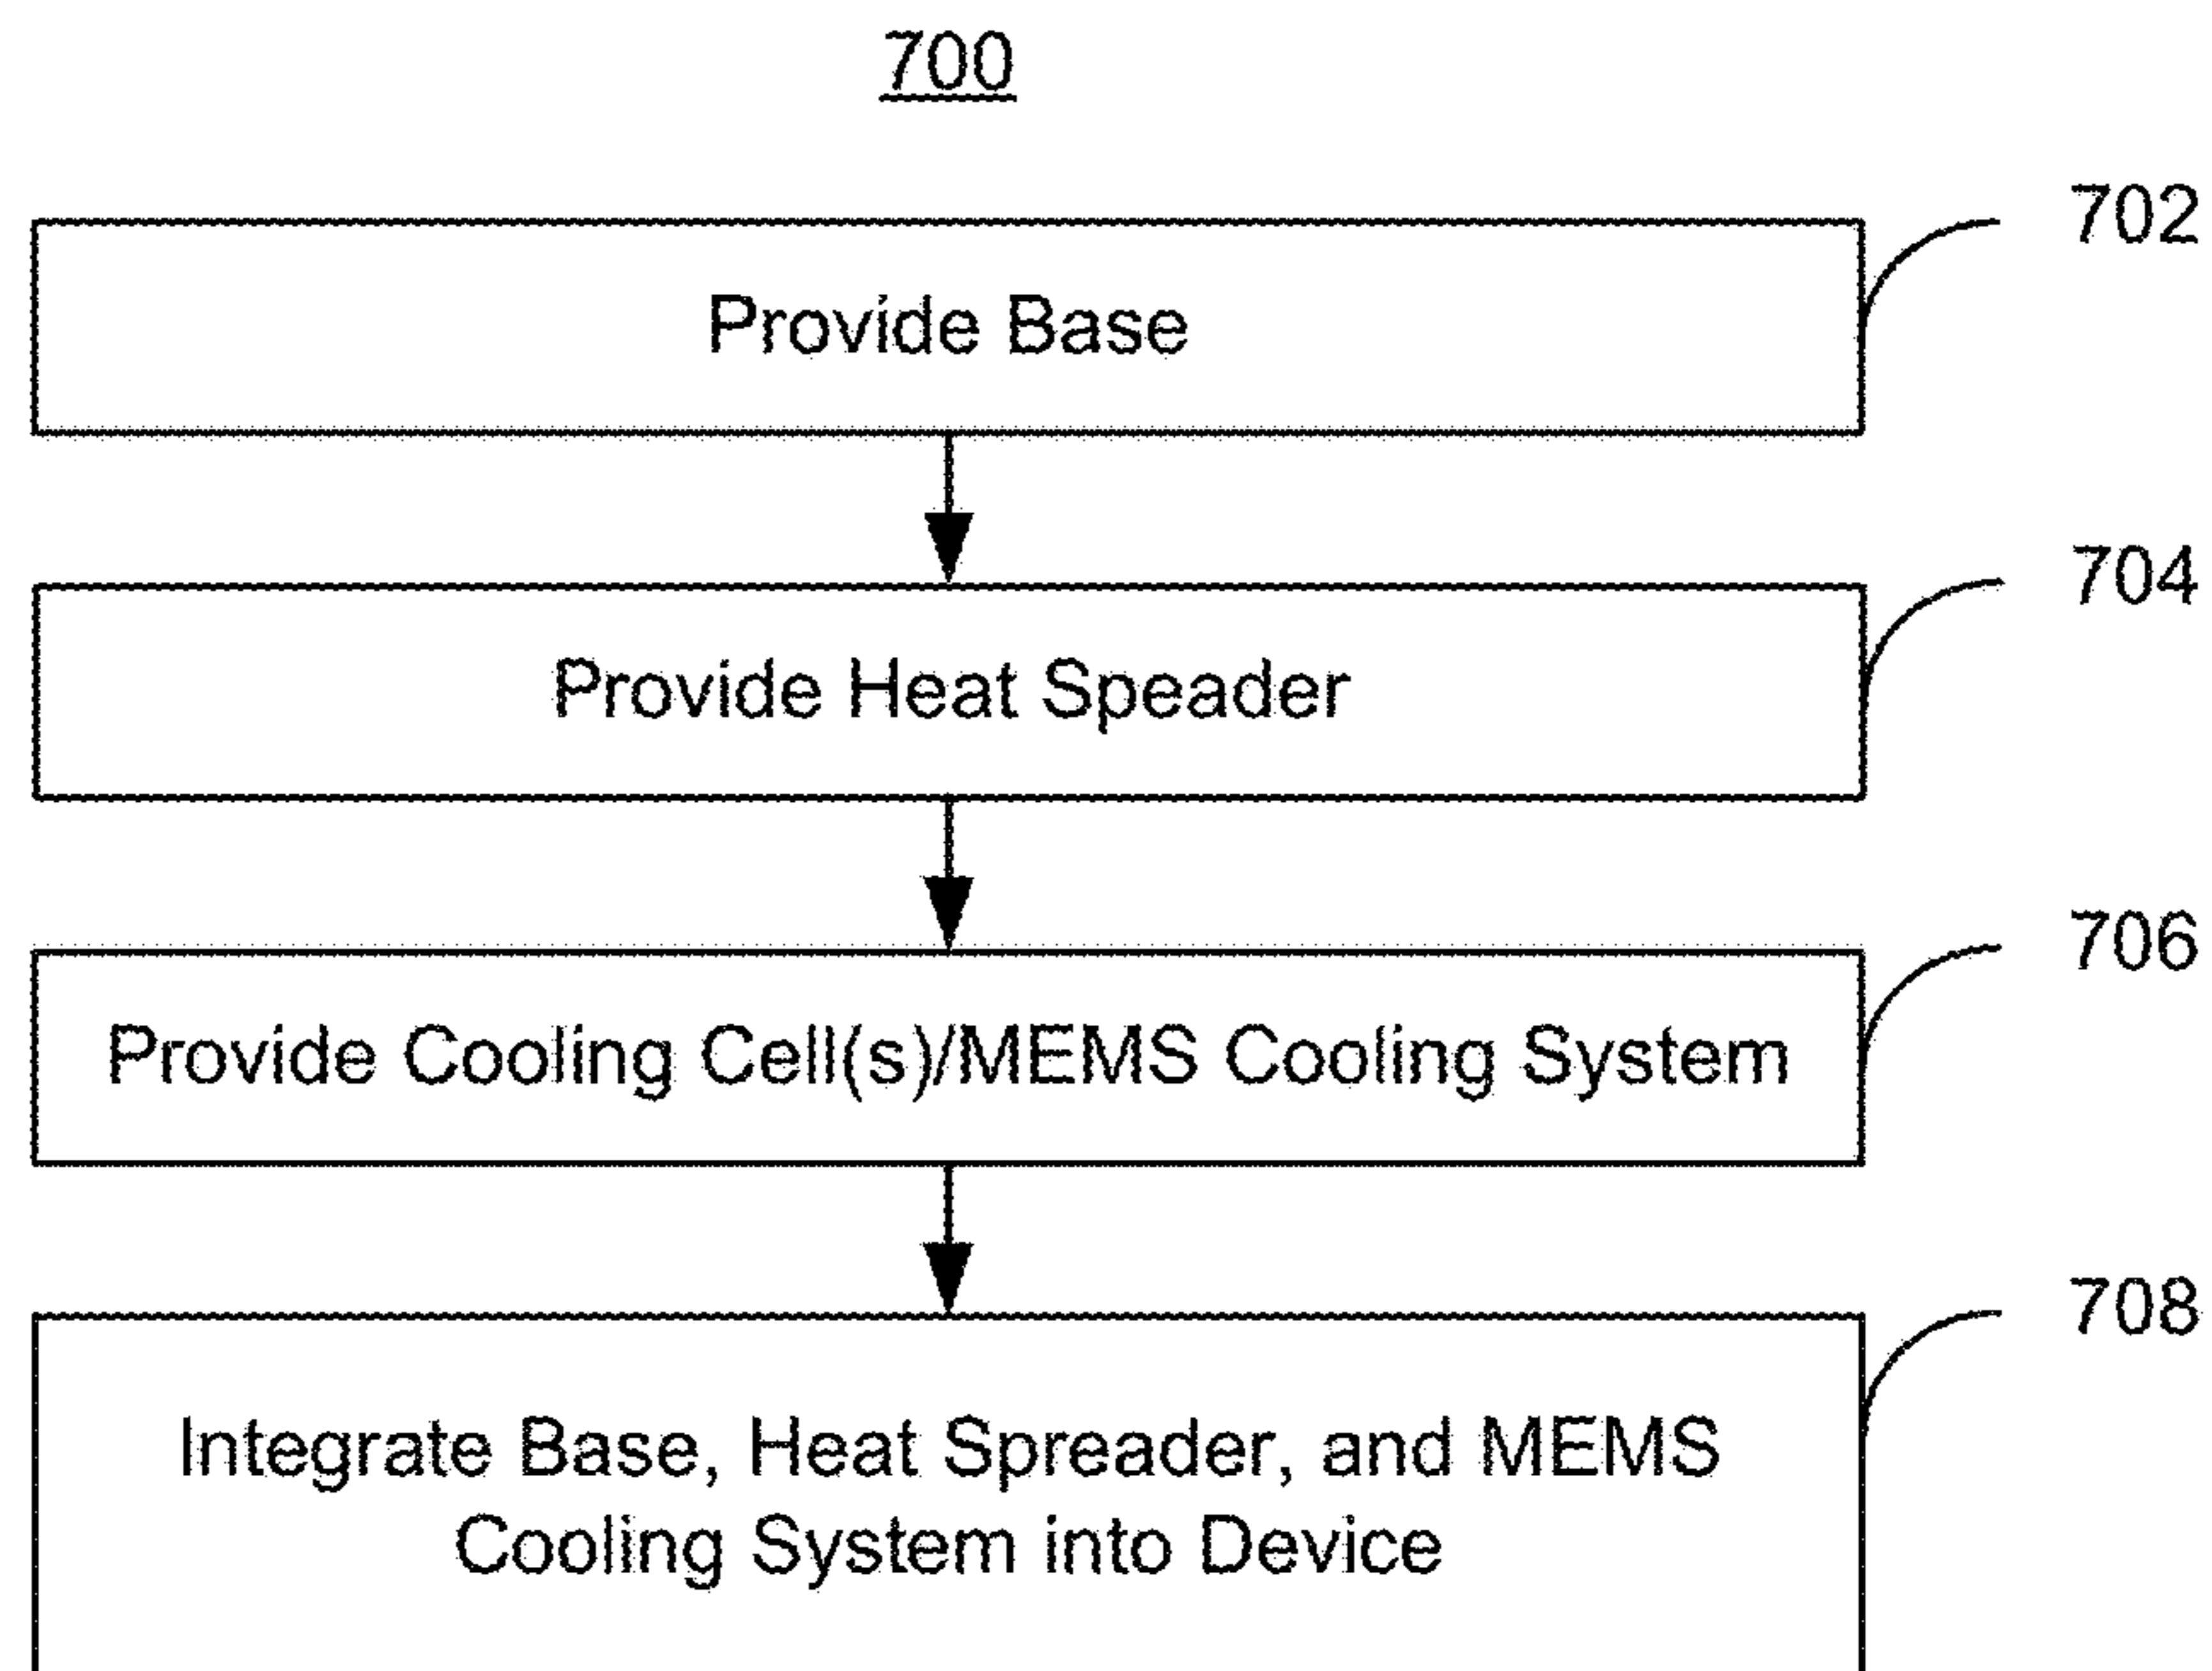 700
702
Provide Base
704
Provide Heat Speader
706
Provide Cooling Cell(s)/MEMS Cooling System
708
Integrate Base, Heat Spreader, and MEMS
Cooling System into Device